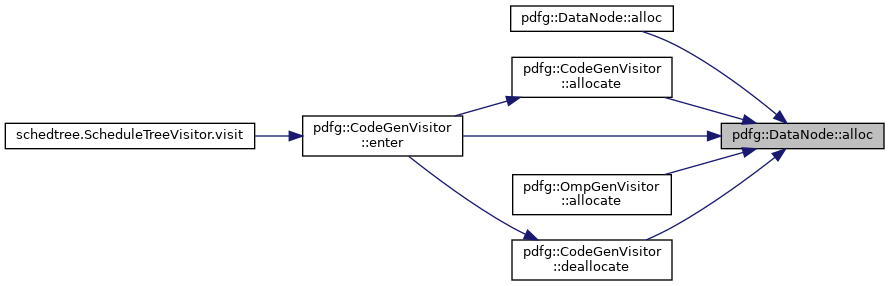 pdfg::DataNode::alloc
pdfg::CodeGenVisitor
::allocate
schedtree.ScheduleTreeVisitor.visit
pdfg::CodeGenVisitor
::enter
pdfg::DataNode::alloc
pdfg::OmpGenVisitor
::allocate
pdfg::CodeGenVisitor
::deallocate